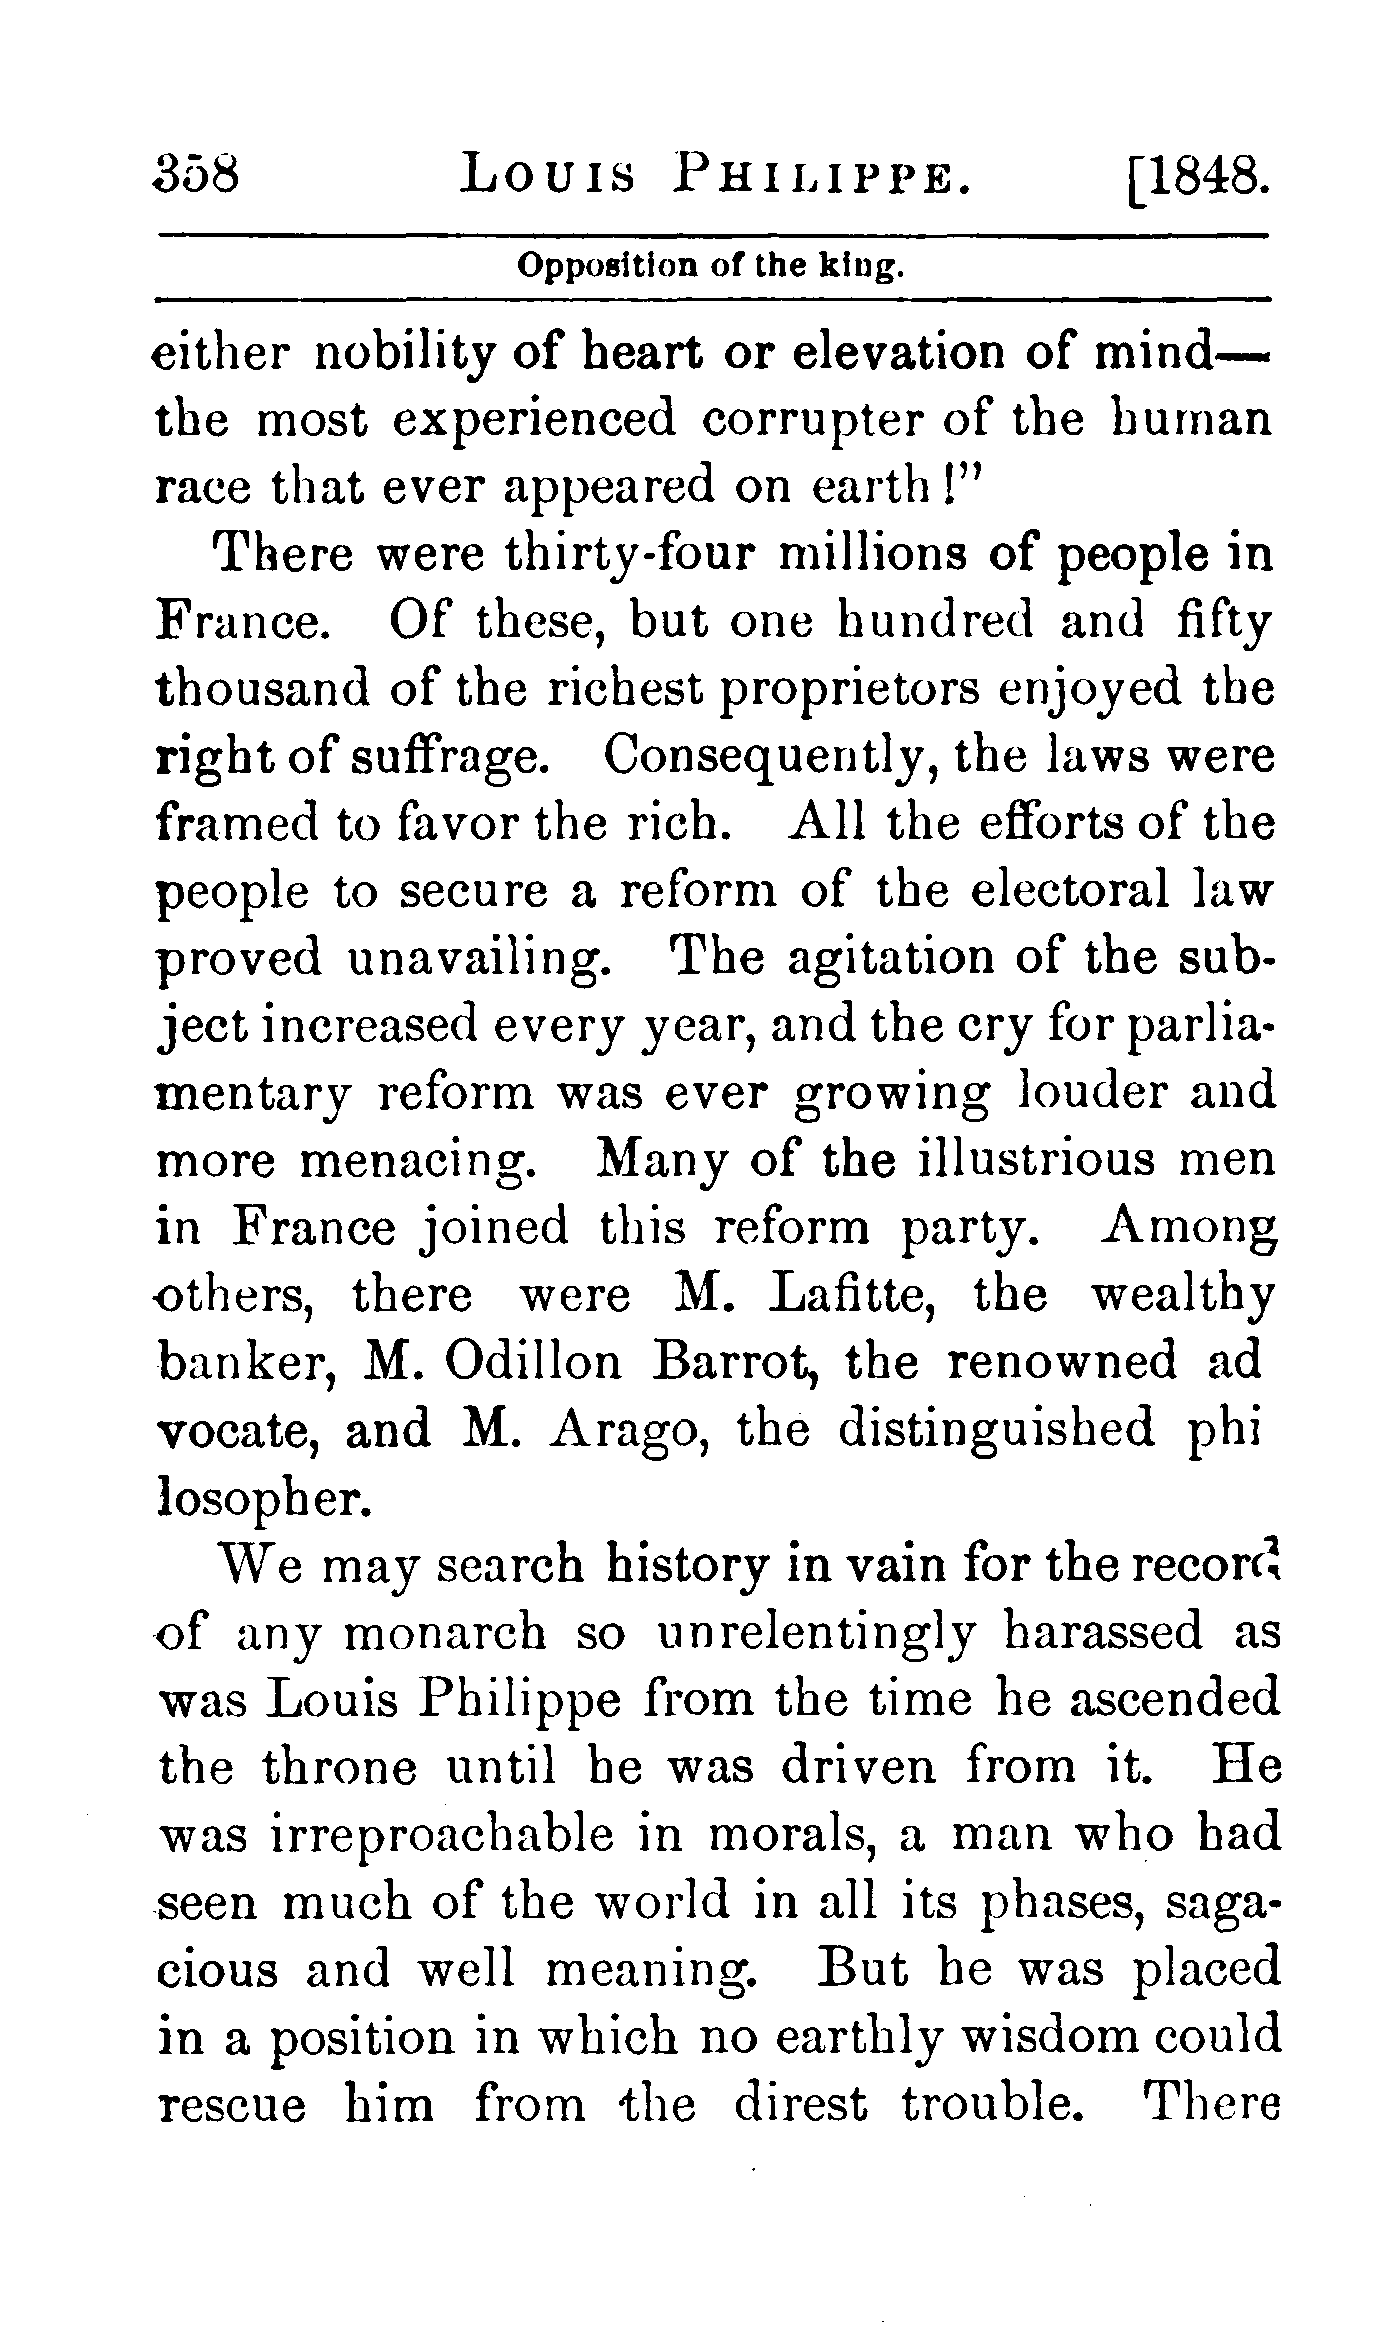 358 LOUIS PHILIPPE. [1848.
Opposition of the king.
either nobility of heart or elevation of mind—
the most experienced corrupter of the human
race that ever appeared on earth!”
There were thirty-four millions of people in
France. Of these, but one hundred and fifty
thousand of the richest proprietors enjoyed the
right of suffrage. Consequently, the laws were
framed to favor the rich. All the efforts of the
people to secure a reform of the electoral law
proved unavailing. The agitation of the sub-
ject increased every year, and the cry for parlia-
mentary reform was ever growing louder and
more menacing. Many of the illustrious men
in France joined this reform party. Among
others, there were M. Lafitte, the wealthy
banker, M. Odillon Barrot, the renowned ad
vocate, and M. Arago, the distinguished phi
losopher.
We may search history in vain for the record
of any monarch so unrelentingly harassed as
was Louis Philippe from the time he ascended
the throne until he was driven from it. He
was irreproachable in morals, a man who had
seen much of the world in all its phases, saga-
cious and well meaning. But he was placed
in a position in which no earthly wisdom could
rescue him from the direst trouble. There